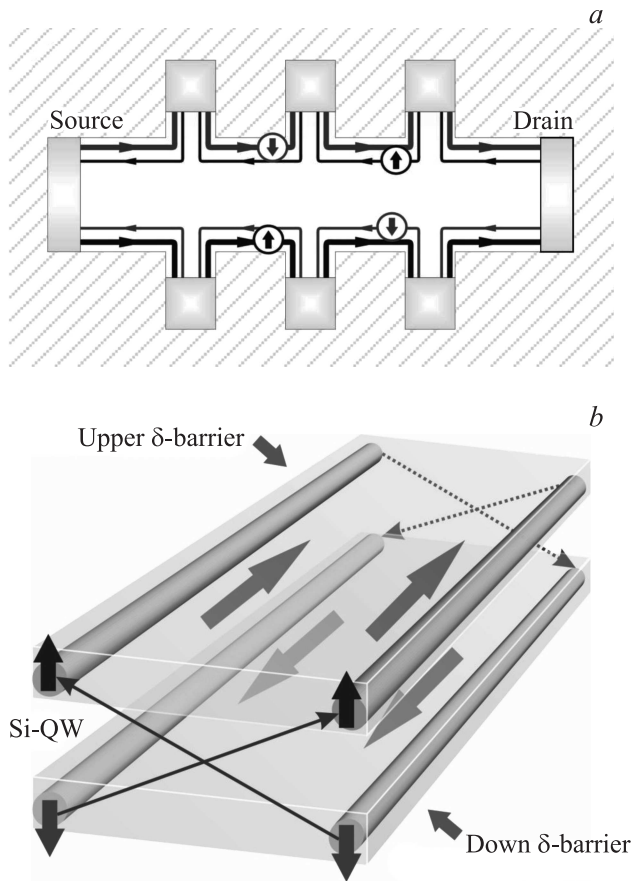 a
Source
Drain
b
Upper δ-barrier
Si-QW
Down δ-barrier